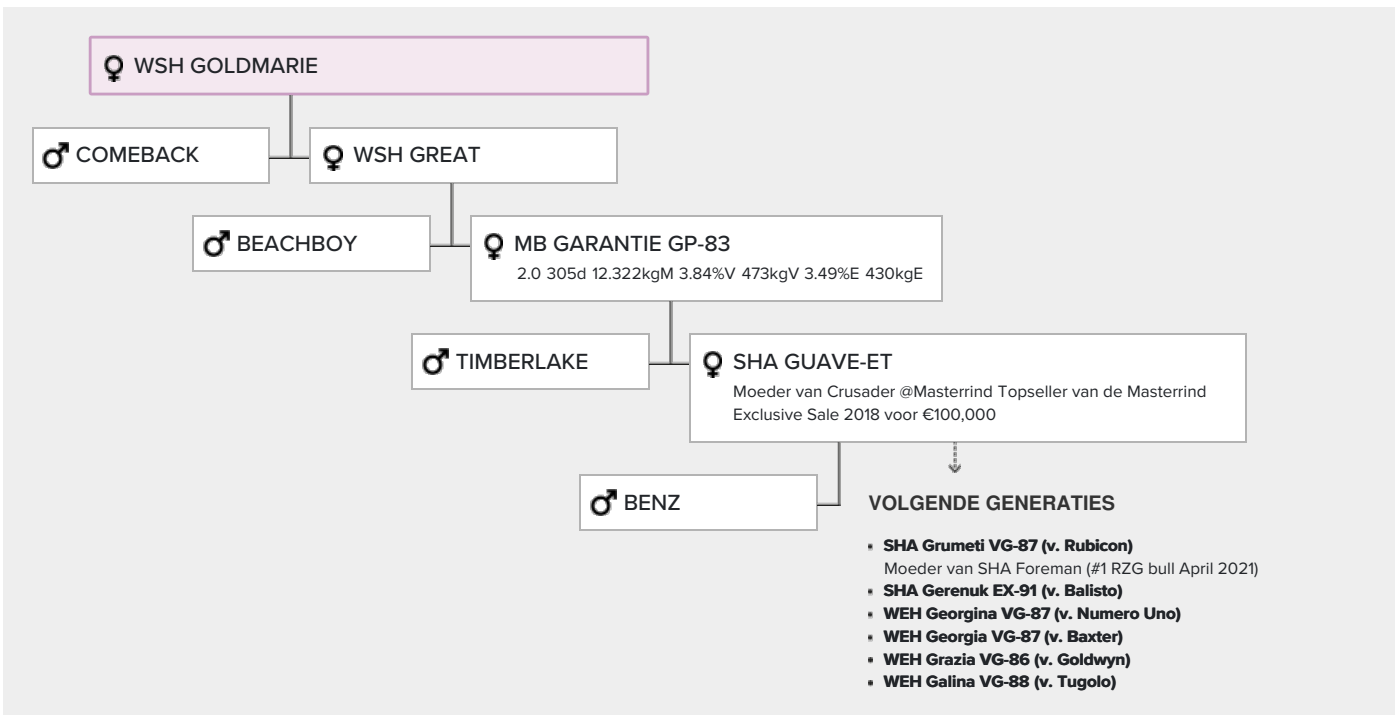 WSH GOLDMARIE
COMEBACK
WSH GREAT
BEACHBOY
MB GARANTIE GP-83
2.0 305d 12.322kgM 3.84%V 473kgV 3.49%E 430kgE
TIMBERLAKE
SHA GUAVE-ET
Moeder van Crusader @Masterrind Topseller van de Masterrind
Exclusive Sale 2018 voor €100,000
BENZ
VOLGENDE GENERATIES
SHA Grumeti VG-87 (v. Rubicon)
Moeder van SHA Foreman (#1 RZG bull April 2021)
SHA Gerenuk EX-91 (v. Balisto)
WEH Georgina VG-87 (v. Numero Uno)
WEH Georgia VG-87 (v. Baxter)
WEH Grazia VG-86 (v. Goldwyn)
WEH Galina VG-88 (v. Tugolo)